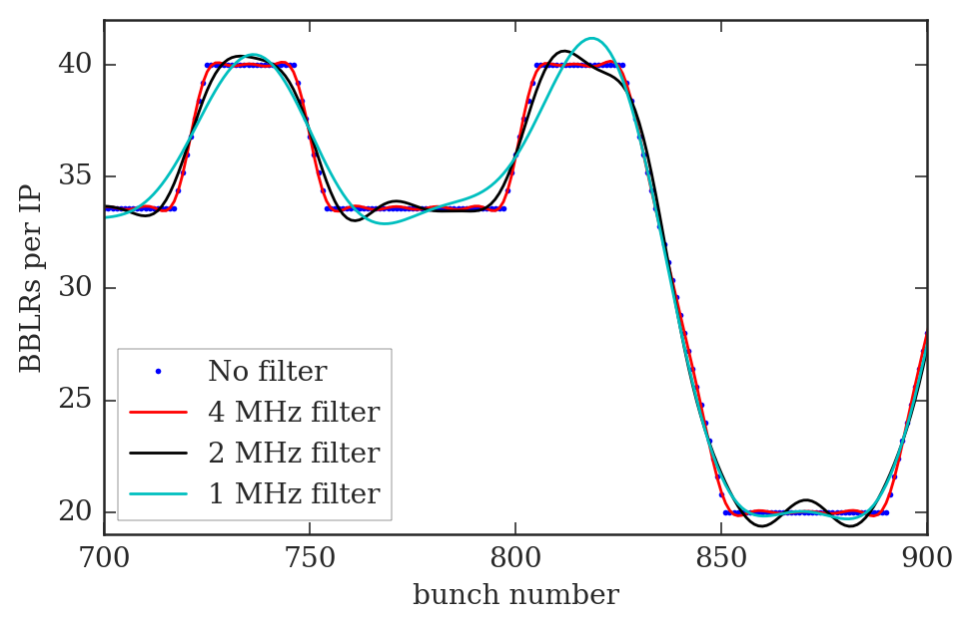 40
35
30
25
20
BBLRs per IP
No filter
4 MHz filter
2 MHz filter
1 MHz filter
700 750 800 850 900
bunch number